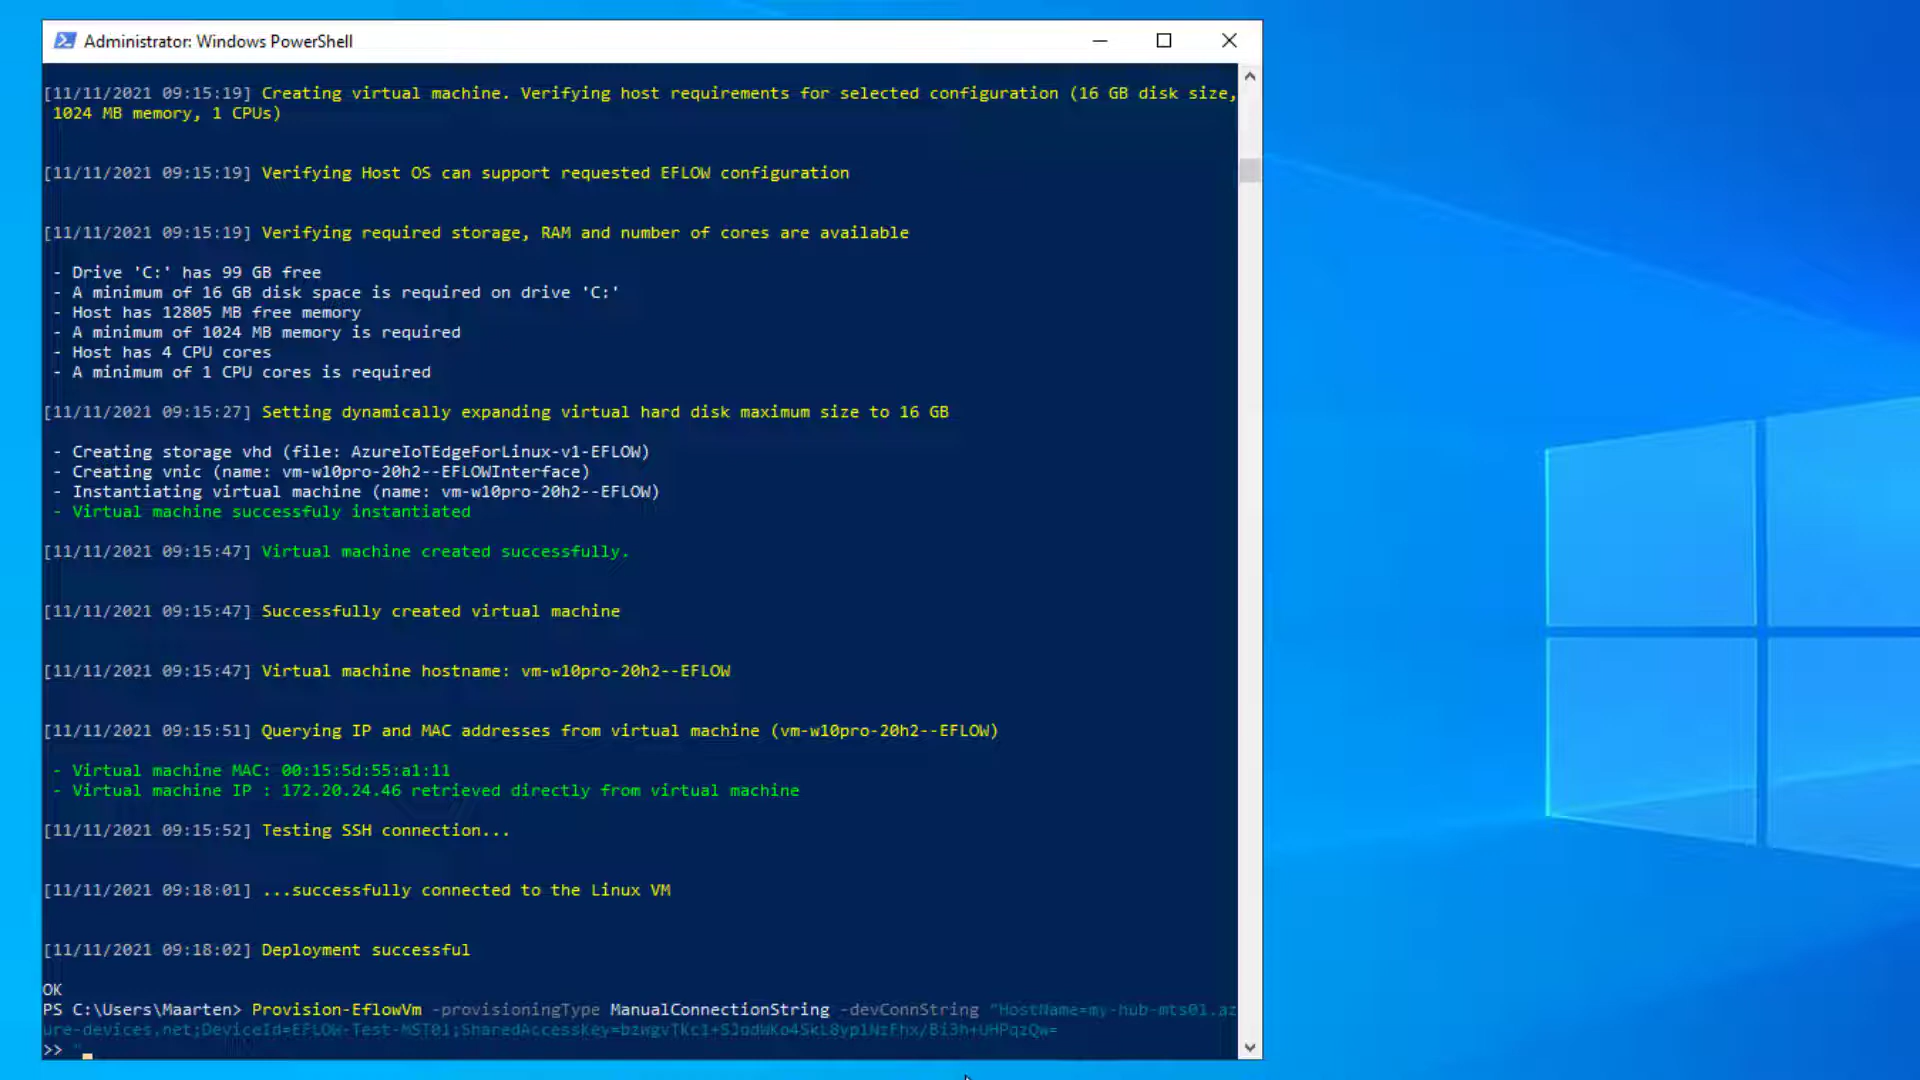 Administrator: Windows PowerShell
[11/11/2021 09:15:19] Creating virtual machine. Verifying host requirements for selected configuration (16 GB disk size,
1024 MB memory, 1 CPUs)
[11/11/2021 09:15:19] Verifying Host OS can support requested EFLOW configuration
[11/11/2021 09:15:19] Verifying required storage, RAM and number of cores are available
- Drive 'C:' has 99 GB free
- A minimum of 16 GB disk space is required on drive 'C:'
- Host has 12805 MB free memory
- A minimum of 1024 MB memory is required
- Host has 4 CPU cores
- A minimum of 1 CPU cores is required
[11/11/2021 09:15:27] Setting dynamically expanding virtual hard disk maximum size to 16 GB
- Creating storage vhd (file: AzureIoTEdgeForLinux-v1-EFLOW)
- Creating vnic (name: vm-w10pro-20h2--EFLOWInterface)
- Instantiating virtual machine (name: vm-w10pro-20h2--EFLOW)
- Virtual machine successfuly instantiated
[11/11/2021 09:15:47] Virtual machine created successfully.
[11/11/2021 09:15:47] Successfully created virtual machine
[11/11/2021 09:15:47] Virtual machine hostname: vm-w10pro-20h2--EFLOW
[11/11/2021 09:15:51] Querying IP and MAC addresses from virtual machine (vm-w10pro-20h2--EFLOW)
- Virtual machine MAC: 00:15:5d:55:a1:11
- Virtual machine IP : 172.20.24.46 retrieved directly from virtual machine
[11/11/2021 09:15:52] Testing SSH connection...
[11/11/2021 09:18:01] ...successfully connected to the Linux VM
[11/11/2021 09:18:02] Deployment successful
OK
PS C:\Users\Maarten> Provision-EflowVm -provisioningType ManualConnectionString -devConnString "HostName=my-hub-mts01.az
ure-devices.net;DeviceId=EFLOW-Test-MST01;
>> "